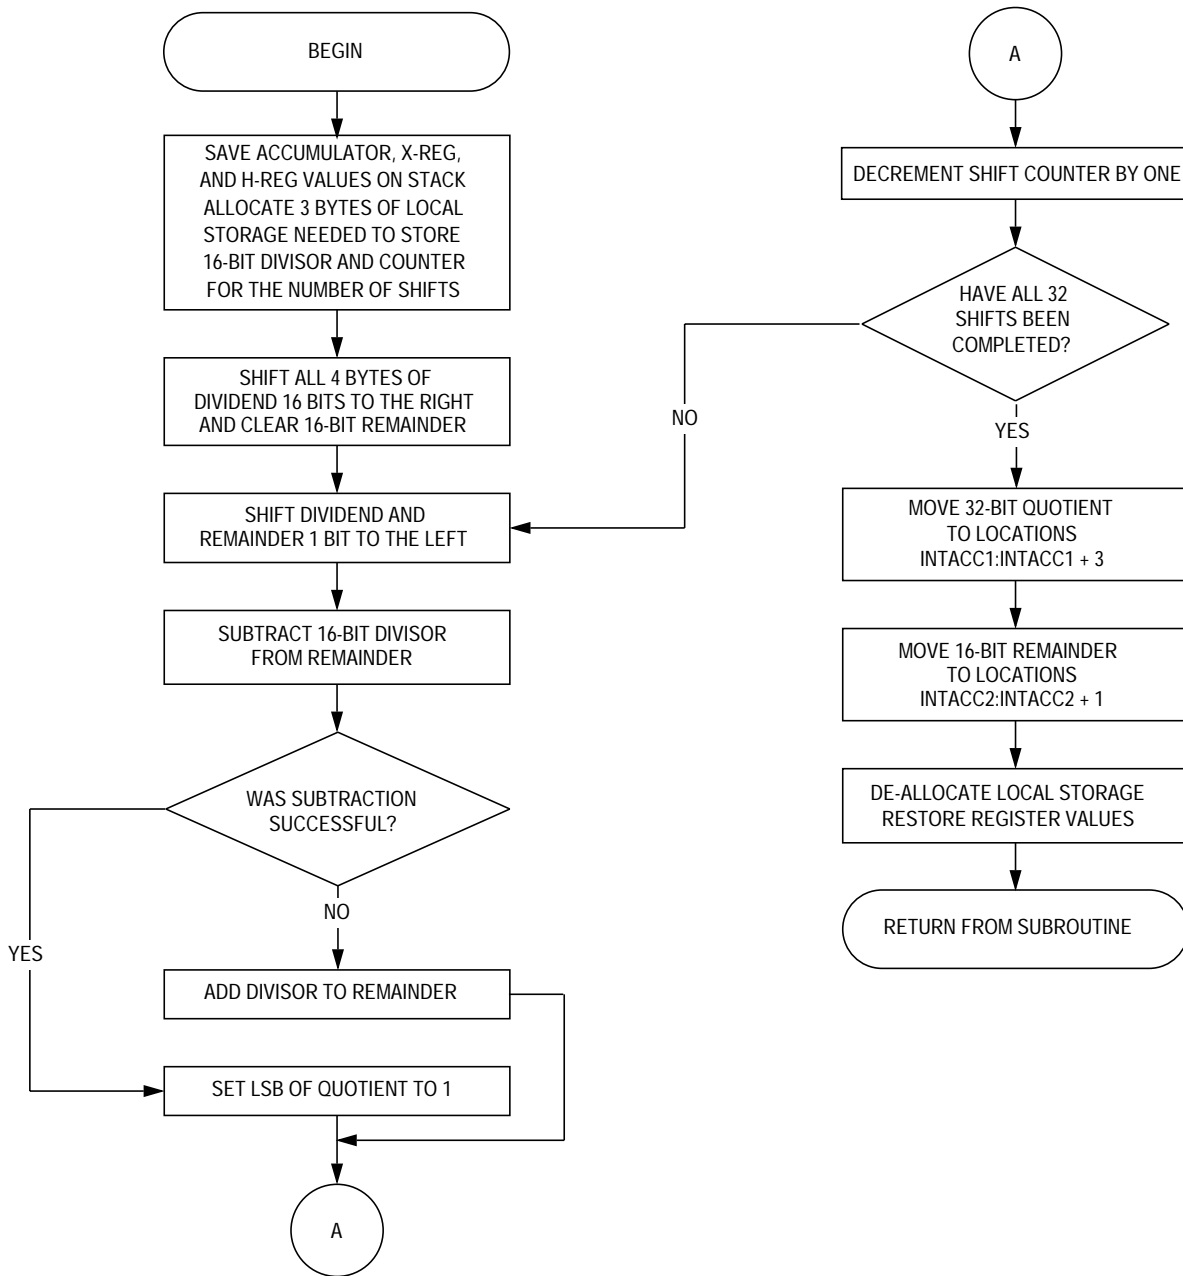 BEGIN
SAVE ACCUMULATOR, X-REG,
AND H-REG VALUES ON STACK
ALLOCATE 3 BYTES OF LOCAL
STORAGE NEEDED TO STORE
16-BIT DIVISOR AND COUNTER
FOR THE NUMBER OF SHIFTS
SHIFT ALL 4 BYTES OF
DIVIDEND 16 BITS TO THE RIGHT
AND CLEAR 16-BIT REMAINDER
SHIFT DIVIDEND AND
REMAINDER 1 BIT TO THE LEFT
SUBTRACT 16-BIT DIVISOR
FROM REMAINDER
WAS SUBTRACTION
SUCCESSFUL?
NO
YES
ADD DIVISOR TO REMAINDER
SET LSB OF QUOTIENT TO 1
A
A
DECREMENT SHIFT COUNTER BY ONE
HAVE ALL 32
SHIFTS BEEN
COMPLETED?
NO
YES
MOVE 32-BIT QUOTIENT
TO LOCATIONS
INTACC1:INTACC1 + 3
MOVE 16-BIT REMAINDER
TO LOCATIONS
INTACC2:INTACC2 + 1
DE-ALLOCATE LOCAL STORAGE
RESTORE REGISTER VALUES
RETURN FROM SUBROUTINE